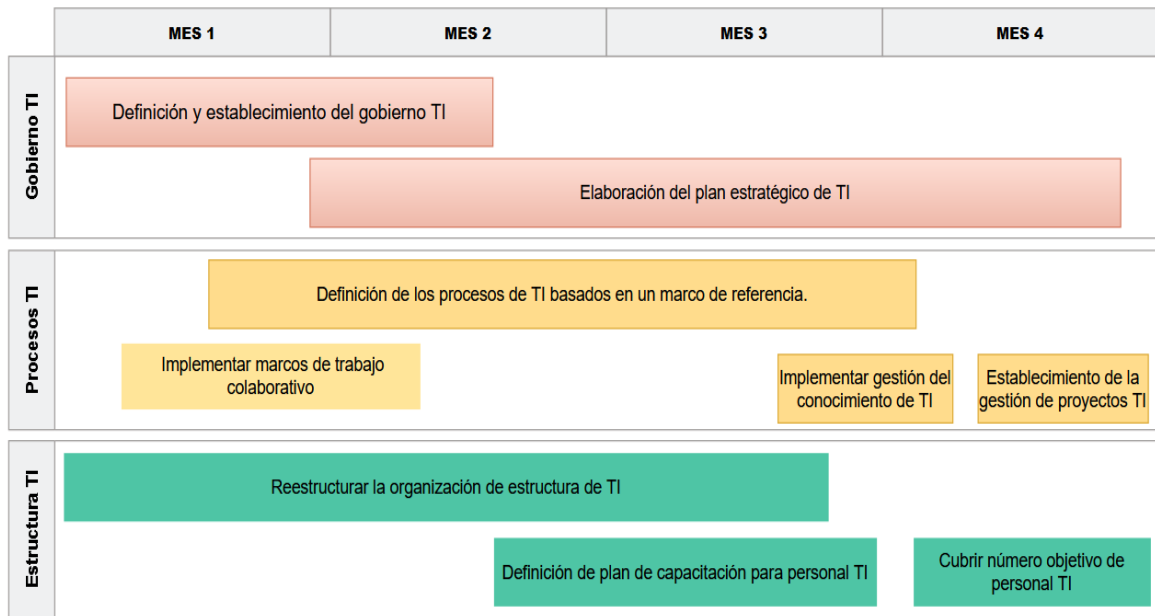 MES 1
MES 2
MES 3
MES 4
Gobierno TI
Definición y establecimiento del gobierno TI
Elaboración del plan estratégico de TI
Procesos TI
Definición de los procesos de TI basados en un marco de referencia.
Implementar marcos de trabajo
colaborativo
Implementar gestión del
conocimiento de TI
Establecimiento de la
gestión de proyectos TI
Estructura TI
Reestructurar la organización de estructura de TI
Definición de plan de capacitación para personal TI
Cubrir número objetivo de
personal TI